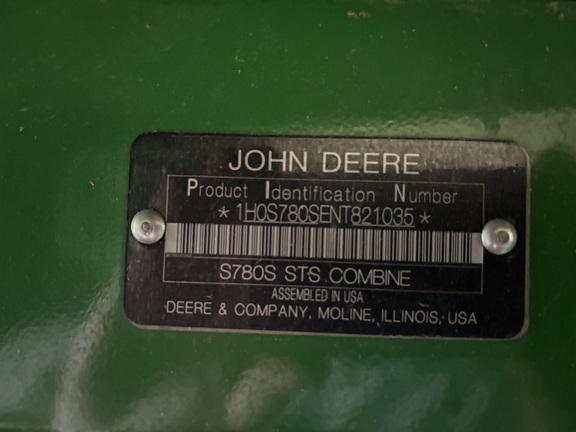 JOHN DEERE
Product Identification Number
*1H0S780SENT821035*
S780S STS COMBINE
ASSEMBLED IN USA
DEERE & COMPANY, MOLINE, ILLINOIS, USA